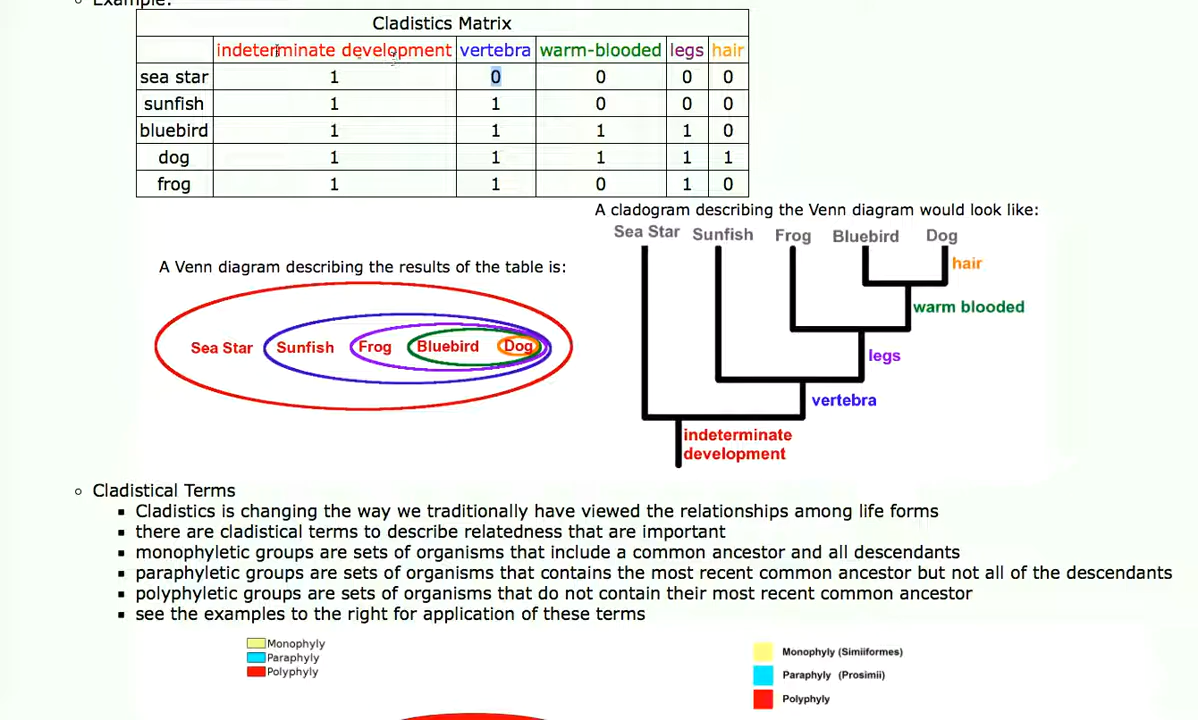 Example:
Cladistics Matrix
indeterminate development vertebra warm-blooded legs hair
sea star 1 0 0 0 0
sunfish 1 1 0 0 0
bluebird 1 1 1 1 0
dog 1 1 1 1 1
frog 1 1 0 1 0
A cladogram describing the Venn diagram would look like:
Sea Star Sunfish Frog Bluebird Dog
hair
warm blooded
legs
vertebra
indeterminate
development
A Venn diagram describing the results of the table is:
Sea Star Sunfish Frog Bluebird Dog
Cladistical Terms
Cladistics is changing the way we traditionally have viewed the relationships among life forms
there are cladistical terms to describe relatedness that are important
monophyletic groups are sets of organisms that include a common ancestor and all descendants
paraphyletic groups are sets of organisms that contains the most recent common ancestor but not all of the descendants
polyphyletic groups are sets of organisms that do not contain their most recent common ancestor
see the examples to the right for application of these terms
Monophyly
Paraphyly
Polyphyly
Monophyly (Simiiformes)
Paraphyly (Prosimii)
Polyphyly